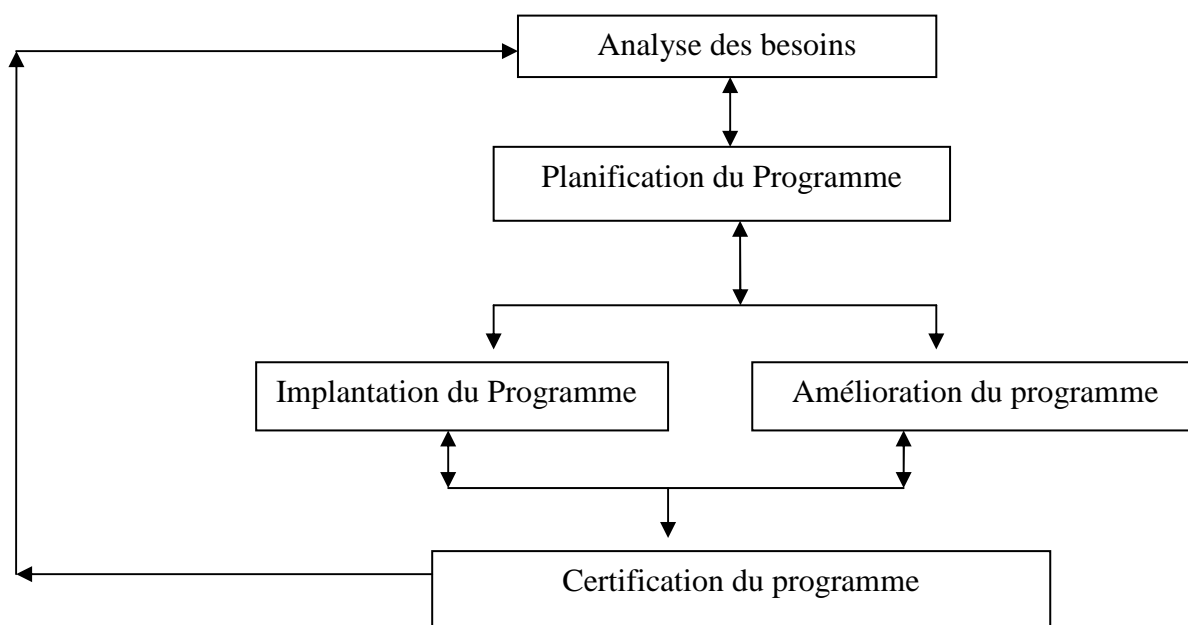 Analyse des besoins
Planification du Programme
Implantation du Programme
Amélioration du programme
Certification du programme